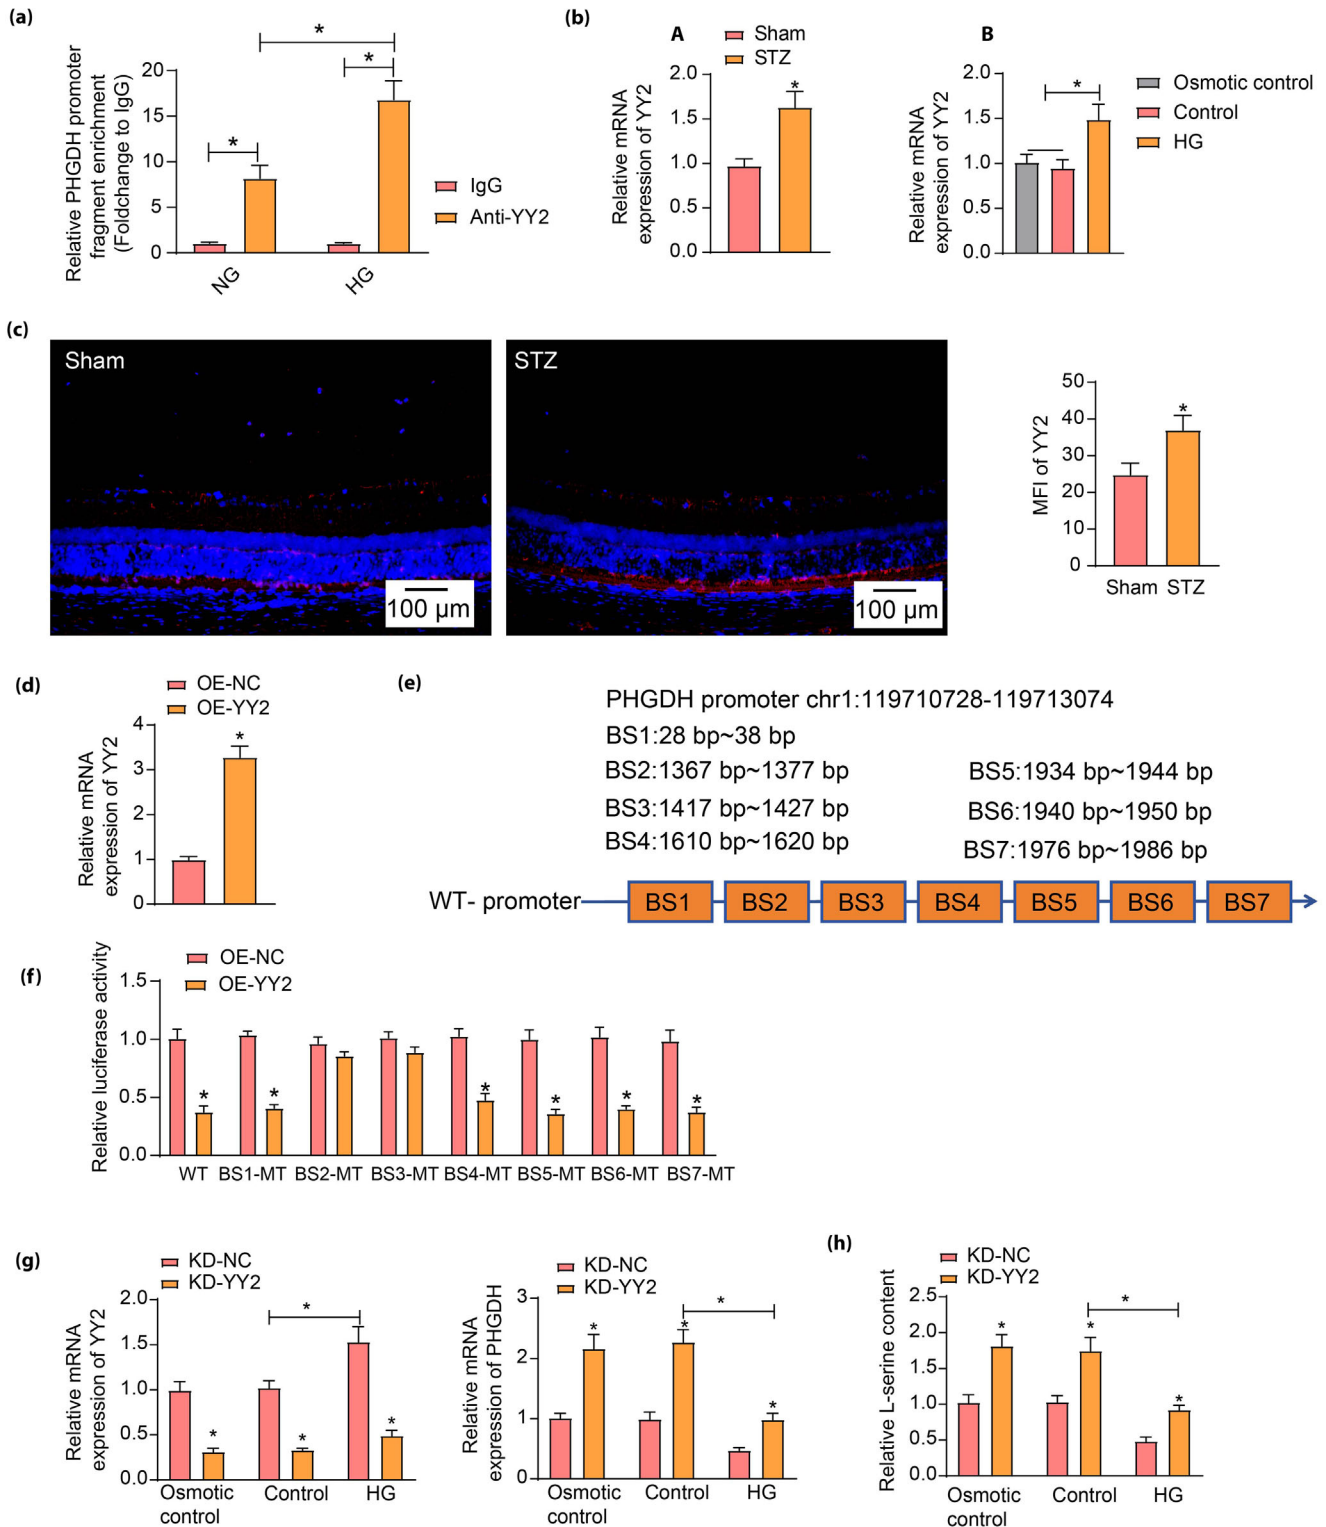 (a)
*
*
*
Relative PHGDH promoter
fragment enrichment
(Foldchange to IgG)
20
15
10
5
0
NG
HG
IgG
Anti-YY2
(b)
A
Sham
STZ
Relative mRNA
expression of YY2
2.0
1.5
1.0
0.5
0.0
*
B
Relative mRNA
expression of YY2
2.0
1.5
1.0
0.5
0.0
*
Osmotic control
Control
HG
(c)
Sham
100 μm
STZ
100 μm
MFI of YY2
50
40
30
20
10
0
*
Sham STZ
(d)
OE-NC
OE-YY2
Relative mRNA
expression of YY2
4
3
2
1
0
*
(e)
PHGDH promoter chr1:119710728-119713074
BS1:28 bp~38 bp
BS2:1367 bp~1377 bp
BS3:1417 bp~1427 bp
BS4:1610 bp~1620 bp
BS5:1934 bp~1944 bp
BS6:1940 bp~1950 bp
BS7:1976 bp~1986 bp
WT- promoter BS1 BS2 BS3 BS4 BS5 BS6 BS7
(f)
OE-NC
OE-YY2
Relative luciferase activity
1.5
1.0
0.5
0.0
* * * * * *
WT BS1-MT BS2-MT BS3-MT BS4-MT BS5-MT BS6-MT BS7-MT
(g)
KD-NC
KD-YY2
Relative mRNA
expression of YY2
2.0
1.5
1.0
0.5
0.0
*
* * *
Osmotic
control
Control
HG
KD-NC
KD-YY2
Relative mRNA
expression of PHGDH
3
2
1
0
*
* * *
Osmotic
control
Control
HG
(h)
KD-NC
KD-YY2
Relative L-serine content
2.5
2.0
1.5
1.0
0.5
0.0
*
* * *
Osmotic
control
Control
HG